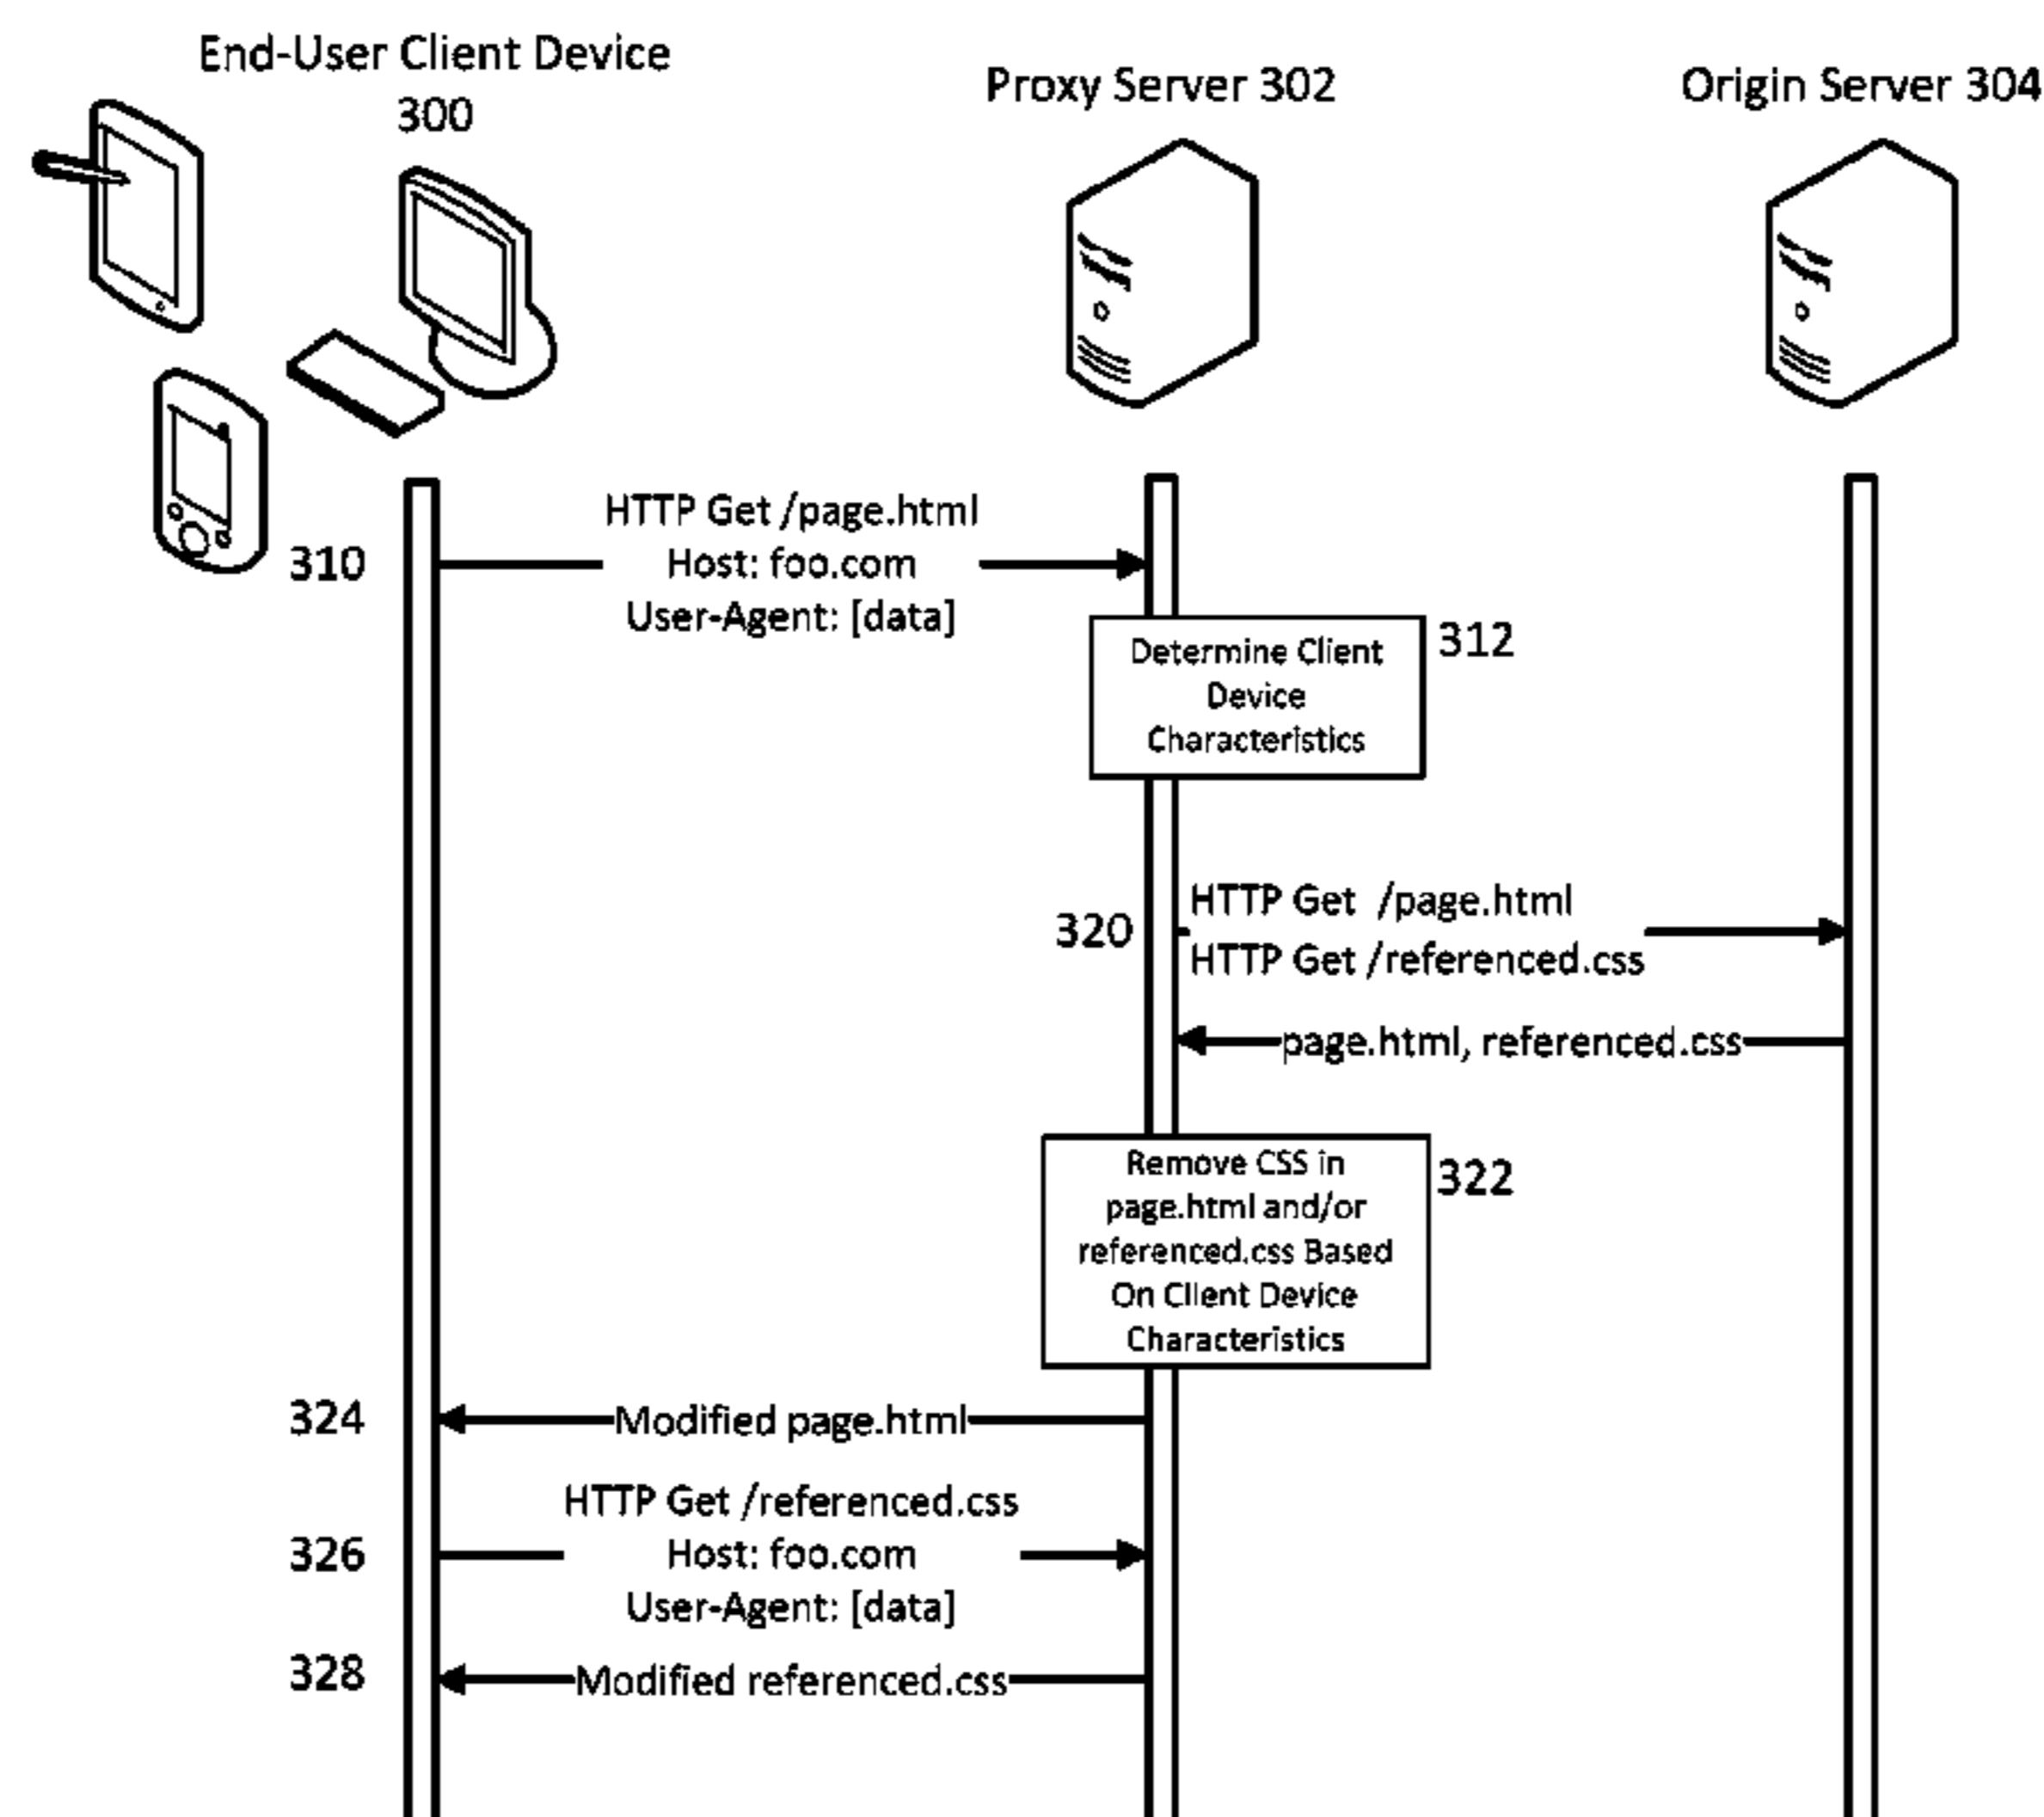 End-User Client Device
300
Proxy Server 302
Origin Server 304
HTTP Get /page.html
310
Host: foo.com
User-Agent: [data]
Determine Client
Device
Characteristics
312
HTTP Get /page.html
320
HTTP Get /referenced.css
page.html, referenced.css
Remove CSS in
page.html and/or
referenced.css Based
On Client Device
Characteristics
322
324
Modified page.html
HTTP Get /referenced.css
326
Host: foo.com
User-Agent: [data]
328
Modified referenced.css